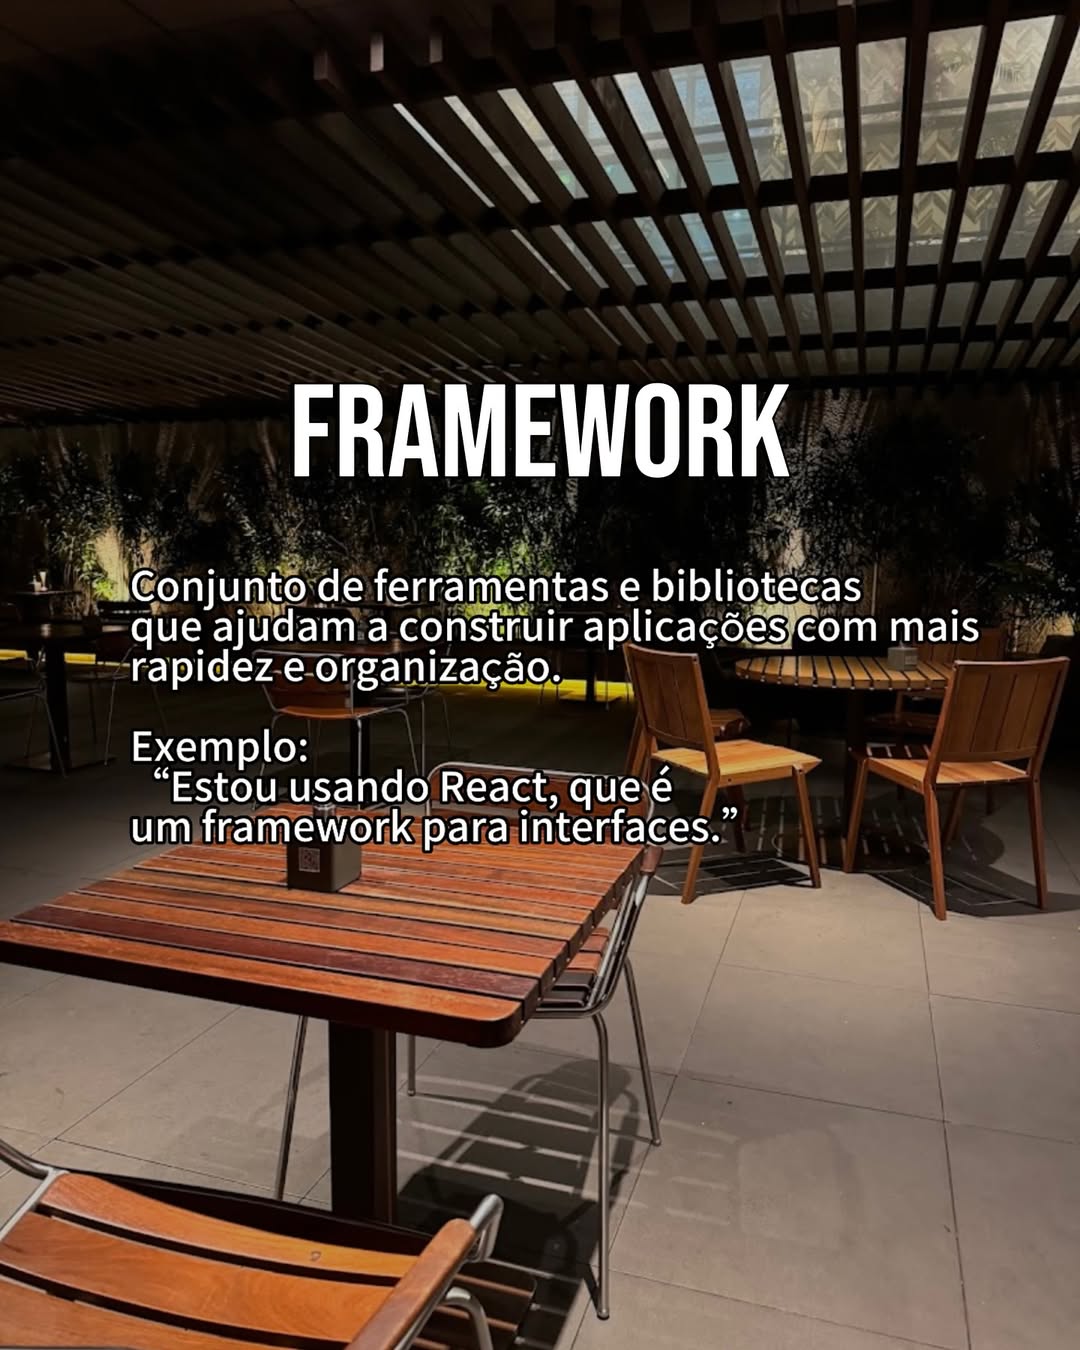 FRAMEWORK
Conjunto de ferramentas e bibliotecas
que ajudam a construir aplicações com mais
rapidez e organização.
Exemplo:
“Estou usando React, que é
um framework para interfaces.”